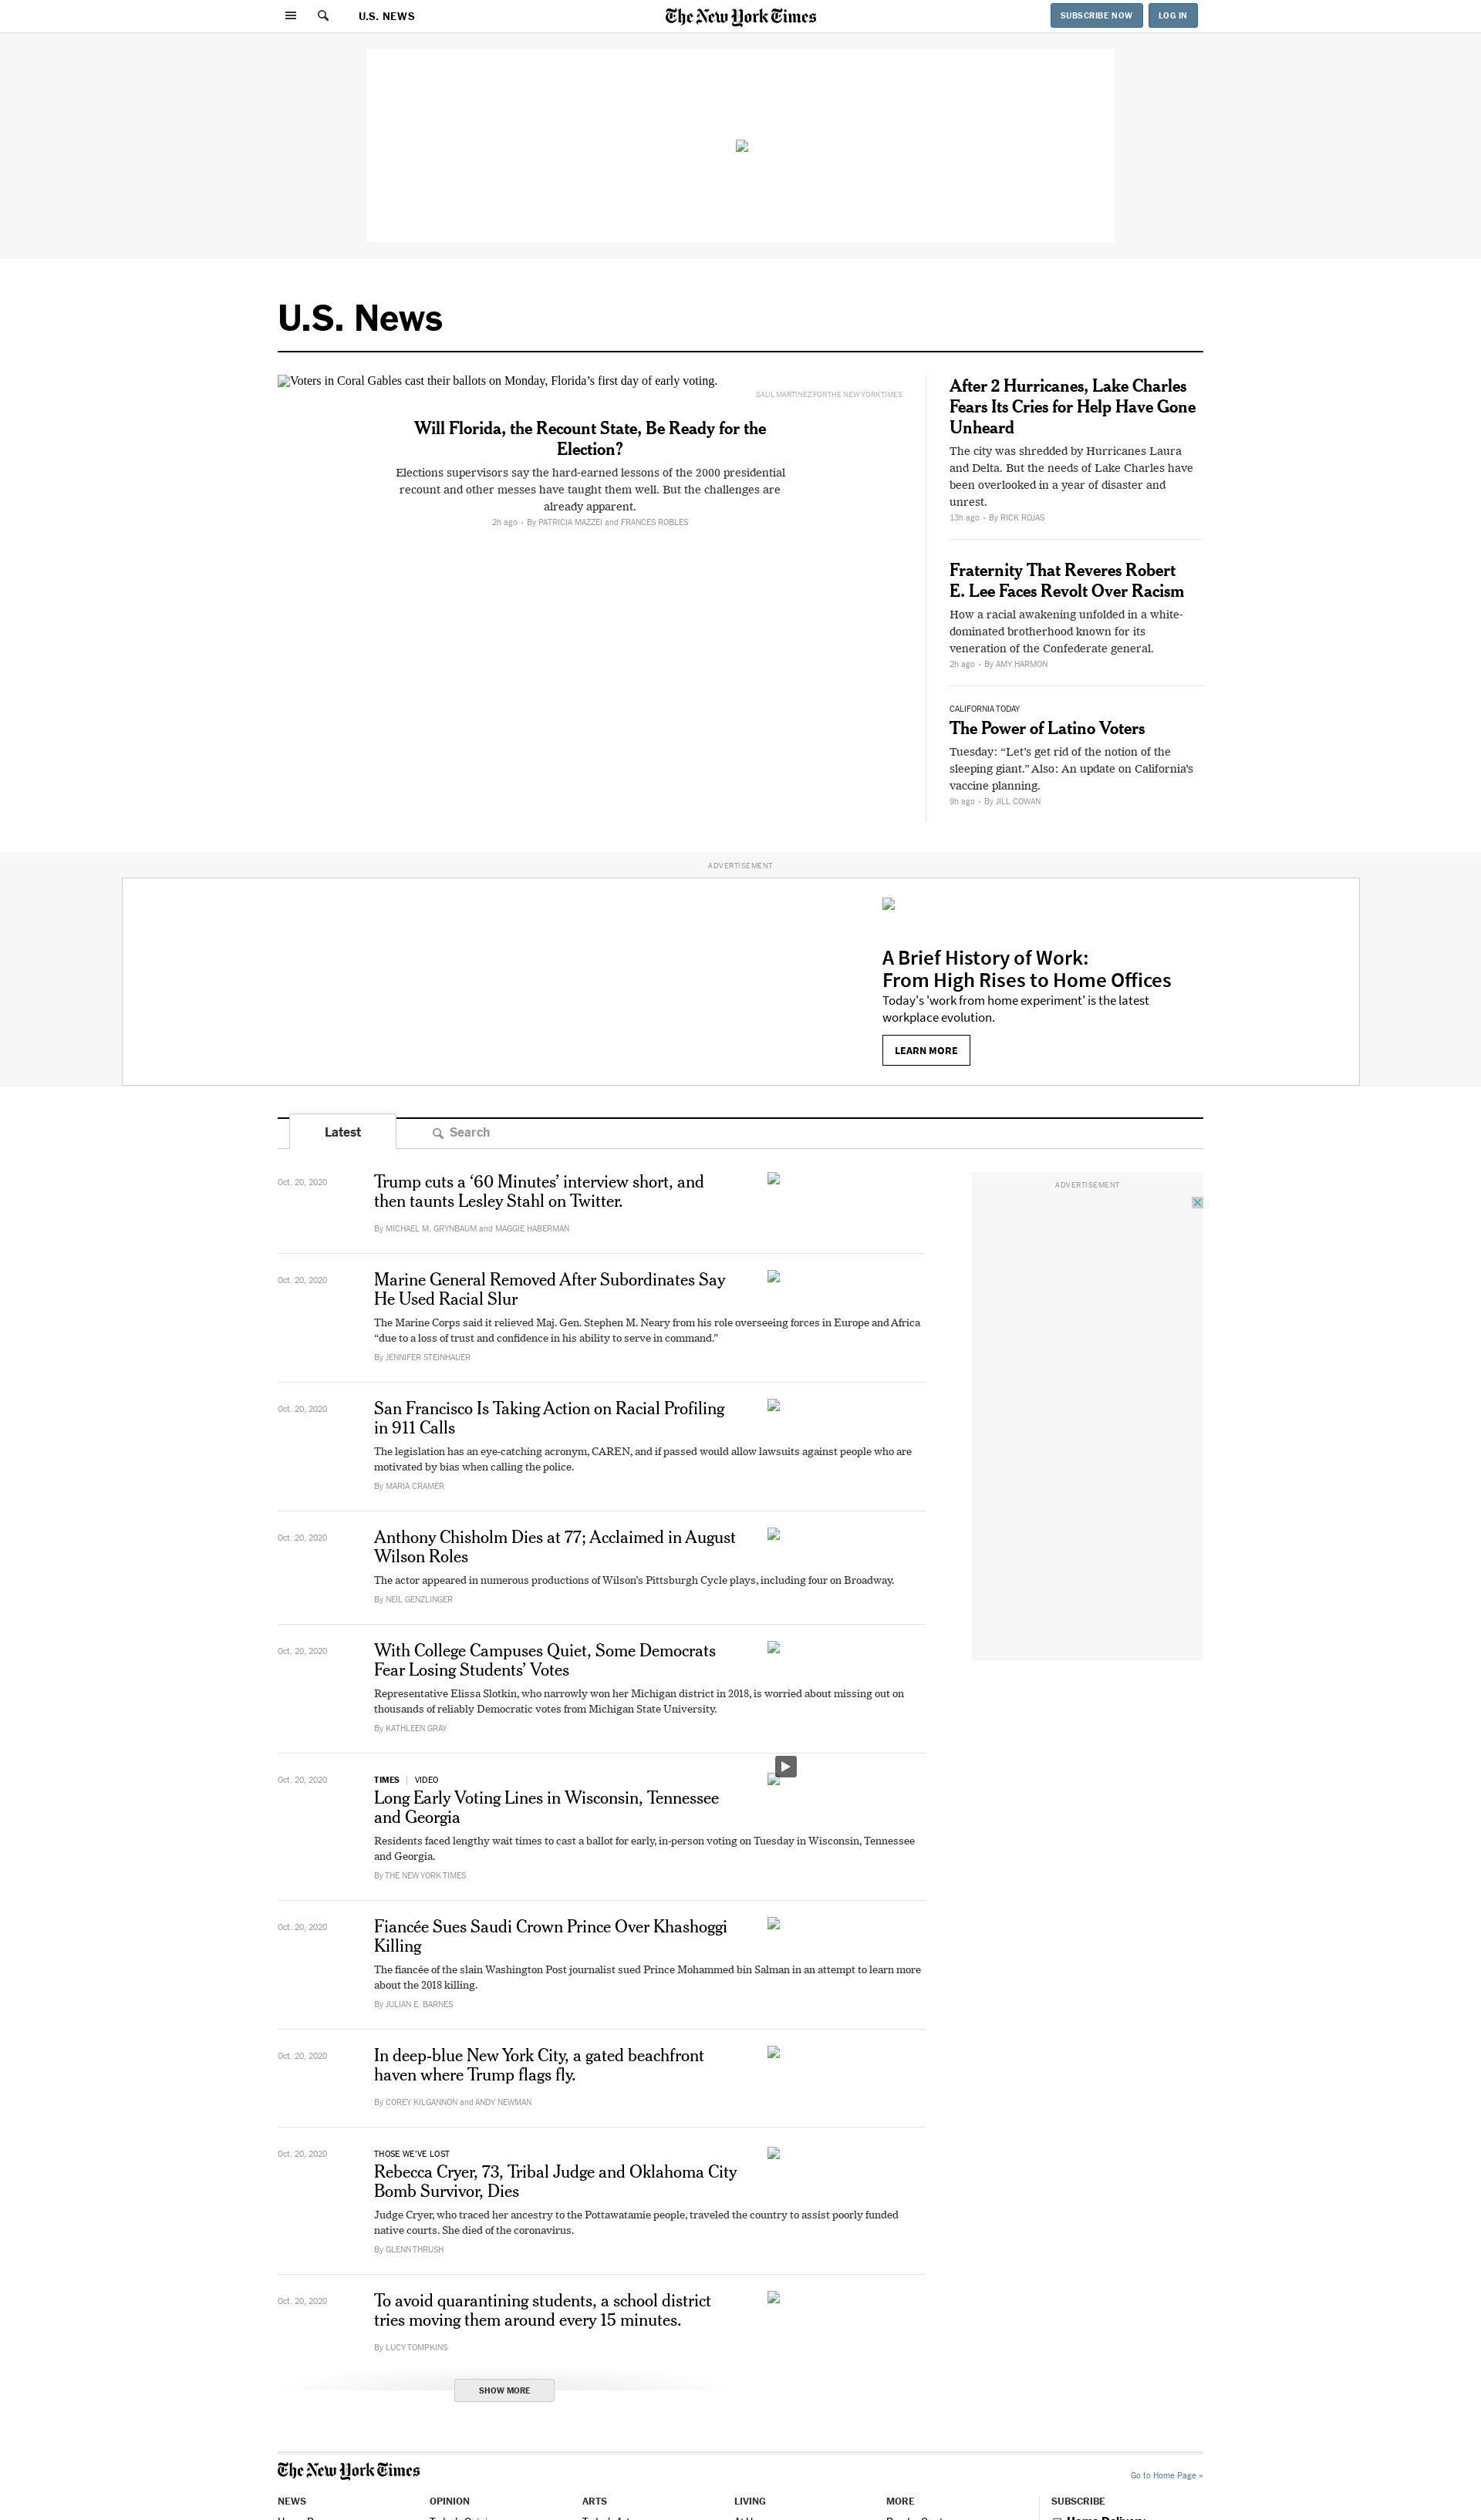 U.S. NEWS
The New York Times
SUBSCRIBE NOW
LOG IN
U.S. News
Voters in Coral Gables cast their ballots on Monday, Florida’s first day of early voting.
SAUL MARTINEZ FOR THE NEW YORK TIMES
Will Florida, the Recount State, Be Ready for the
Election?
Elections supervisors say the hard-earned lessons of the 2000 presidential
recount and other messes have taught them well. But the challenges are
already apparent.
2h ago • By PATRICIA MAZZEI and FRANCES ROBLES
After 2 Hurricanes, Lake Charles
Fears Its Cries for Help Have Gone
Unheard
The city was shredded by Hurricanes Laura
and Delta. But the needs of Lake Charles have
been overlooked in a year of disaster and
unrest.
13h ago • By RICK ROJAS
Fraternity That Reveres Robert
E. Lee Faces Revolt Over Racism
How a racial awakening unfolded in a white-
dominated brotherhood known for its
veneration of the Confederate general.
2h ago • By AMY HARMON
CALIFORNIA TODAY
The Power of Latino Voters
Tuesday: “Let’s get rid of the notion of the
sleeping giant.” Also: An update on California’s
vaccine planning.
9h ago • By JILL COWAN
ADVERTISEMENT
A Brief History of Work:
From High Rises to Home Offices
Today's 'work from home experiment' is the latest
workplace evolution.
LEARN MORE
Latest
Search
Oct. 20, 2020
Trump cuts a ‘60 Minutes’ interview short, and
then taunts Lesley Stahl on Twitter.
By MICHAEL M. GRYNBAUM and MAGGIE HABERMAN
ADVERTISEMENT
Oct. 20, 2020
Marine General Removed After Subordinates Say
He Used Racial Slur
The Marine Corps said it relieved Maj. Gen. Stephen M. Neary from his role overseeing forces in Europe and Africa
“due to a loss of trust and confidence in his ability to serve in command.”
By JENNIFER STEINHAUER
Oct. 20, 2020
San Francisco Is Taking Action on Racial Profiling
in 911 Calls
The legislation has an eye-catching acronym, CAREN, and if passed would allow lawsuits against people who are
motivated by bias when calling the police.
By MARIA CRAMER
Oct. 20, 2020
Anthony Chisholm Dies at 77; Acclaimed in August
Wilson Roles
The actor appeared in numerous productions of Wilson’s Pittsburgh Cycle plays, including four on Broadway.
By NEIL GENZLINGER
Oct. 20, 2020
With College Campuses Quiet, Some Democrats
Fear Losing Students’ Votes
Representative Elissa Slotkin, who narrowly won her Michigan district in 2018, is worried about missing out on
thousands of reliably Democratic votes from Michigan State University.
By KATHLEEN GRAY
Oct. 20, 2020
TIMES | VIDEO
Long Early Voting Lines in Wisconsin, Tennessee
and Georgia
Residents faced lengthy wait times to cast a ballot for early, in-person voting on Tuesday in Wisconsin, Tennessee
and Georgia.
By THE NEW YORK TIMES
Oct. 20, 2020
Fiancée Sues Saudi Crown Prince Over Khashoggi
Killing
The fiancée of the slain Washington Post journalist sued Prince Mohammed bin Salman in an attempt to learn more
about the 2018 killing.
By JULIAN E. BARNES
Oct. 20, 2020
In deep-blue New York City, a gated beachfront
haven where Trump flags fly.
By COREY KILGANNON and ANDY NEWMAN
Oct. 20, 2020
THOSE WE’VE LOST
Rebecca Cryer, 73, Tribal Judge and Oklahoma City
Bomb Survivor, Dies
Judge Cryer, who traced her ancestry to the Pottawatamie people, traveled the country to assist poorly funded
native courts. She died of the coronavirus.
By GLENN THRUSH
Oct. 20, 2020
To avoid quarantining students, a school district
tries moving them around every 15 minutes.
By LUCY TOMPKINS
SHOW MORE
The New York Times
Go to Home Page »
NEWS
OPINION
ARTS
LIVING
MORE
SUBSCRIBE